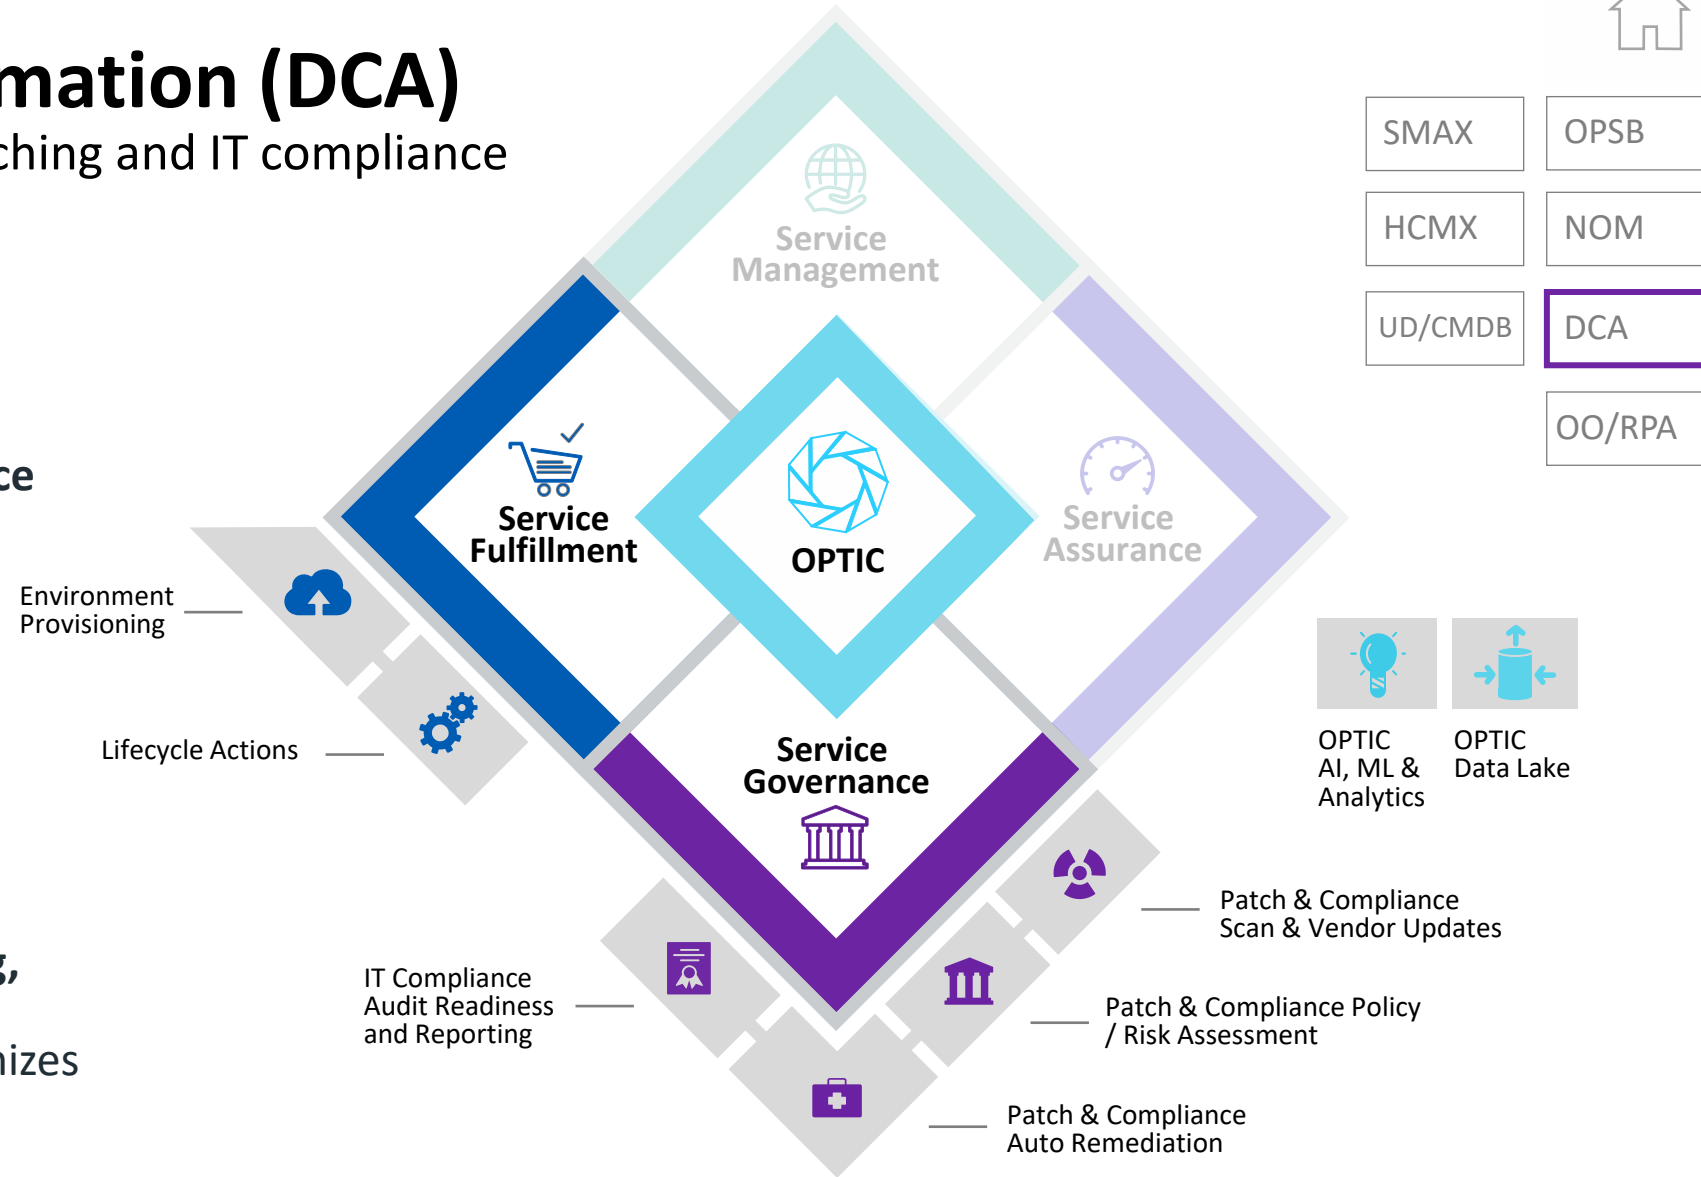 mation (DCA)
ching and IT compliance
SMAX
OPSB
HCMX
NOM
UD/CMDB
DCA
OO/RPA
Service
Management
ce
Service
Fulfillment
OPTIC
Service
Assurance
Environment
Provisioning
Lifecycle Actions
Service
Governance
OPTIC
AI, ML &
Analytics
OPTIC
Data Lake
Patch & Compliance
Scan & Vendor Updates
g,
IT Compliance
Audit Readiness
and Reporting
Patch & Compliance Policy
/ Risk Assessment
nizes
Patch & Compliance
Auto Remediation